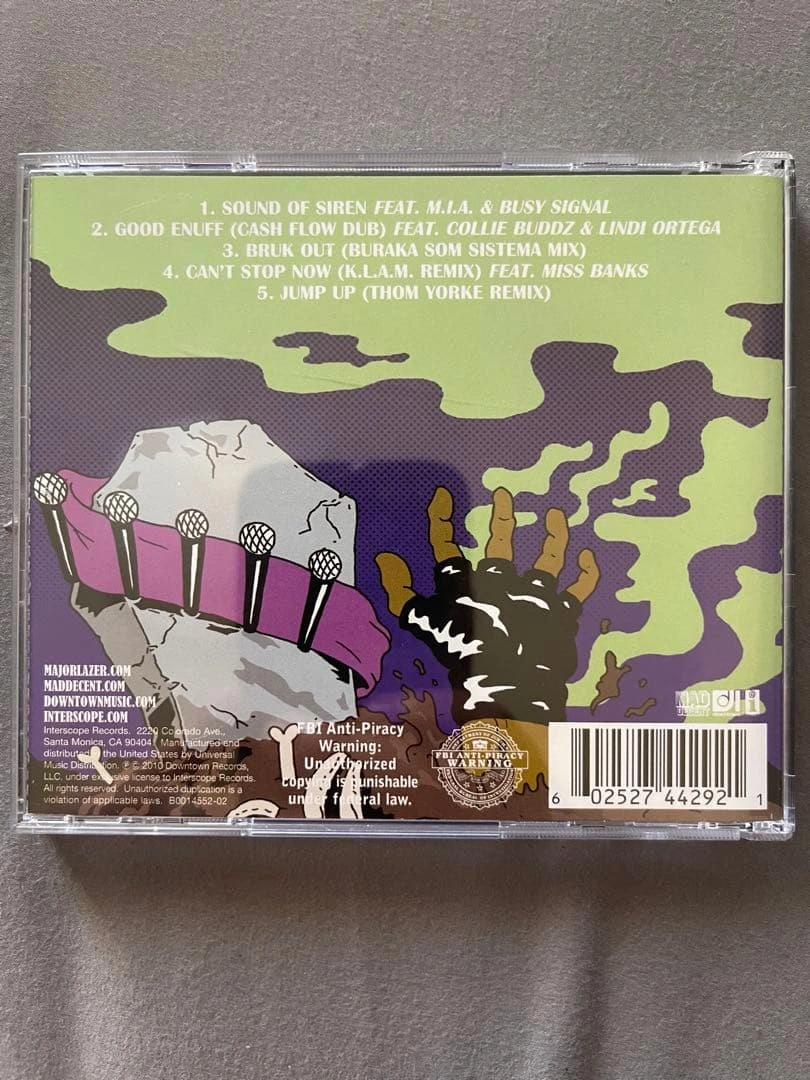 1. SOUND OF SIREN FEAT. M.I.A. & BUSY SIGNAL
2. GOOD ENUFF (CASH FLOW DUB) FEAT. COLLIE BUDDZ & LINDI ORTEGA
3. BRUK OUT (BURAKA SOM SISTEMA MIX)
4. CAN'T STOP NOW (K.L.A.M. REMIX) FEAT. MISS BANKS
5. JUMP UP (THOM YORKE REMIX)
MAJORLAZER.COM
MADDECENT.COM
DOWNTOWNMUSIC.COM
INTERSCOPE.COM
Interscope Records. 2220 Colorado Ave.,
Santa Monica, CA 90404. Manufactured and
distributed in the United States by Universal
Music Distribution. ℗ © 2010 Downtown Records,
LLC, under exclusive license to Interscope Records.
All rights reserved. Unauthorized duplication is a
violation of applicable laws. B0014552-02
FBI Anti-Piracy
Warning:
Unauthorized
copying is punishable
under federal law.
FBI ANTI-PIRACY
WARNING
MAD
DECENT
6 02527 44292 1